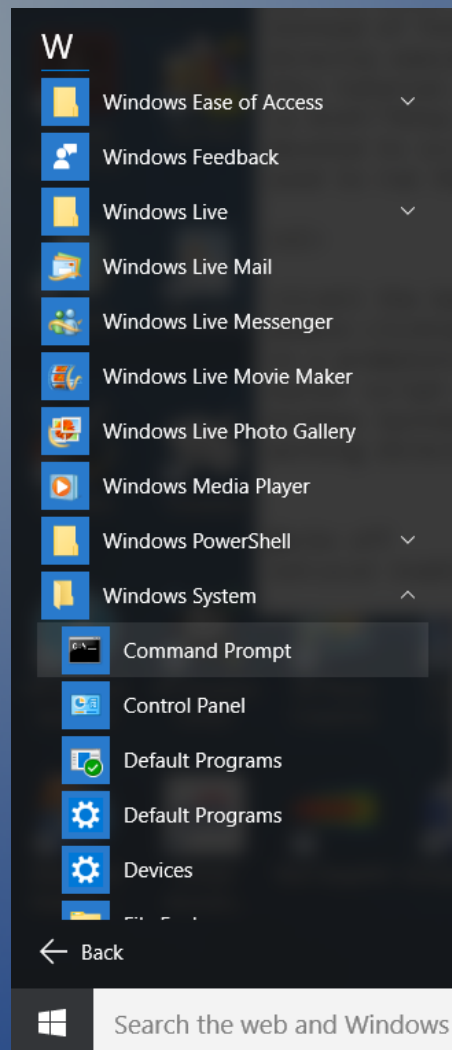 W
Windows Ease of Access
Windows Feedback
Windows Live
Windows Live Mail
Windows Live Messenger
Windows Live Movie Maker
Windows Live Photo Gallery
Windows Media Player
Windows PowerShell
Windows System
C:\
Command Prompt
Control Panel
Default Programs
Default Programs
Devices
Back
Search the web and Windows